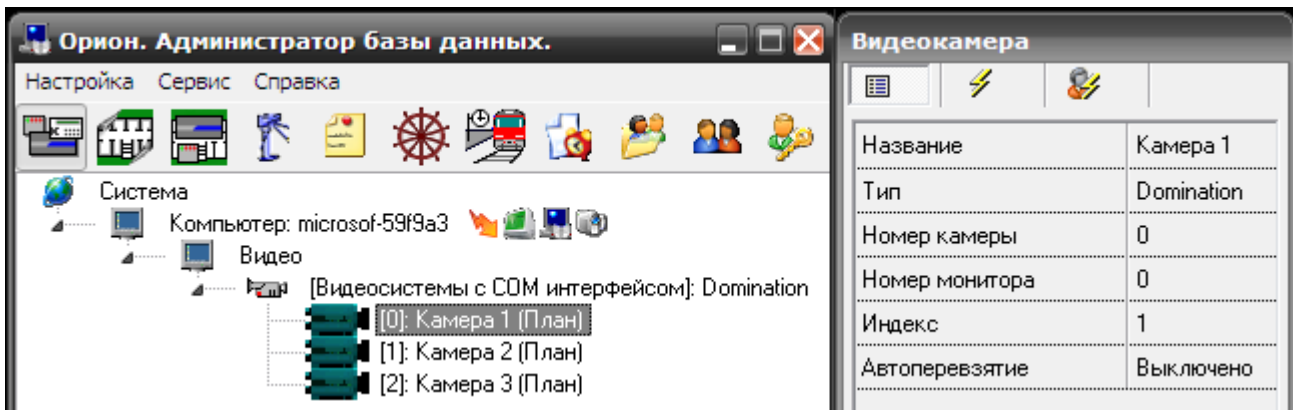 Орион. Администратор базы данных.
Настройка Сервис Справка
Система
Компьютер: microsof-59f9a3
Видео
[Видеосистемы с COM интерфейсом]: Domination
[0]: Камера 1 (План)
[1]: Камера 2 (План)
[2]: Камера 3 (План)
Видеокамера
Название Камера 1
Тип Domination
Номер камеры 0
Номер монитора 0
Индекс 1
Автоперевзятие Выключено